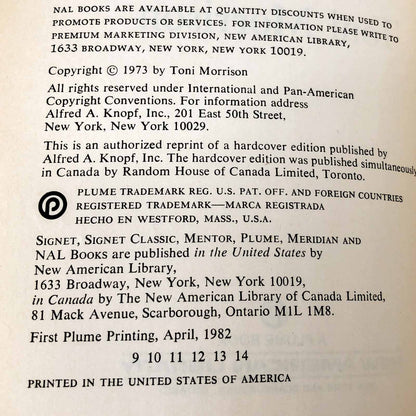 NAL BOOKS ARE AVAILABLE AT QUANTITY DISCOUNTS WHEN USED TO
PROMOTE PRODUCTS OR SERVICES. FOR INFORMATION PLEASE WRITE TO
PREMIUM MARKETING DIVISION, NEW AMERICAN LIBRARY,
1633 BROADWAY, NEW YORK, NEW YORK 10019.
Copyright © 1973 by Toni Morrison
All rights reserved under International and Pan-American
Copyright Conventions. For information address
Alfred A. Knopf, Inc., 201 East 50th Street,
New York, New York 10029.
This is an authorized reprint of a hardcover edition published by
Alfred A. Knopf, Inc. The hardcover edition was published simultaneously
in Canada by Random House of Canada Limited, Toronto.
PLUME TRADEMARK REG. U.S. PAT. OFF. AND FOREIGN COUNTRIES
REGISTERED TRADEMARK—MARCA REGISTRADA
HECHO EN WESTFORD, MASS., U.S.A.
SIGNET, SIGNET CLASSIC, MENTOR, PLUME, MERIDIAN AND
NAL BOOKS are published in the United States by
New American Library,
1633 Broadway, New York, New York 10019,
in Canada by The New American Library of Canada Limited,
81 Mack Avenue, Scarborough, Ontario M1L 1M8.
First Plume Printing, April, 1982
9 10 11 12 13 14
PRINTED IN THE UNITED STATES OF AMERICA